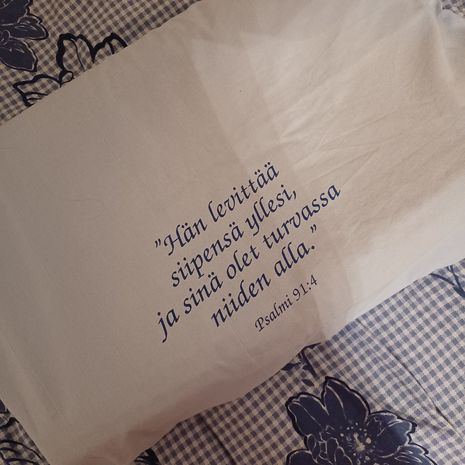 "Hän levittää
siipensä yllesi,
ja sinä olet turvassa
niiden alla."
Psalmi 91:4